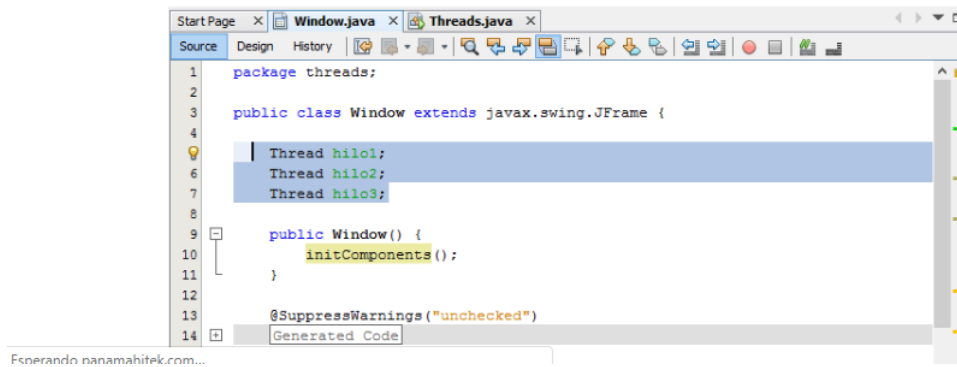 Start Page Window.java Threads.java
Source Design History
1 package threads;
2
3 public class Window extends javax.swing.JFrame {
4
Thread hilo1;
6 Thread hilo2;
7 Thread hilo3;
8
9 public Window() {
10 initComponents();
11 }
12
13 @SuppressWarnings("unchecked")
14 Generated Code
Esperando panamahitek.com...